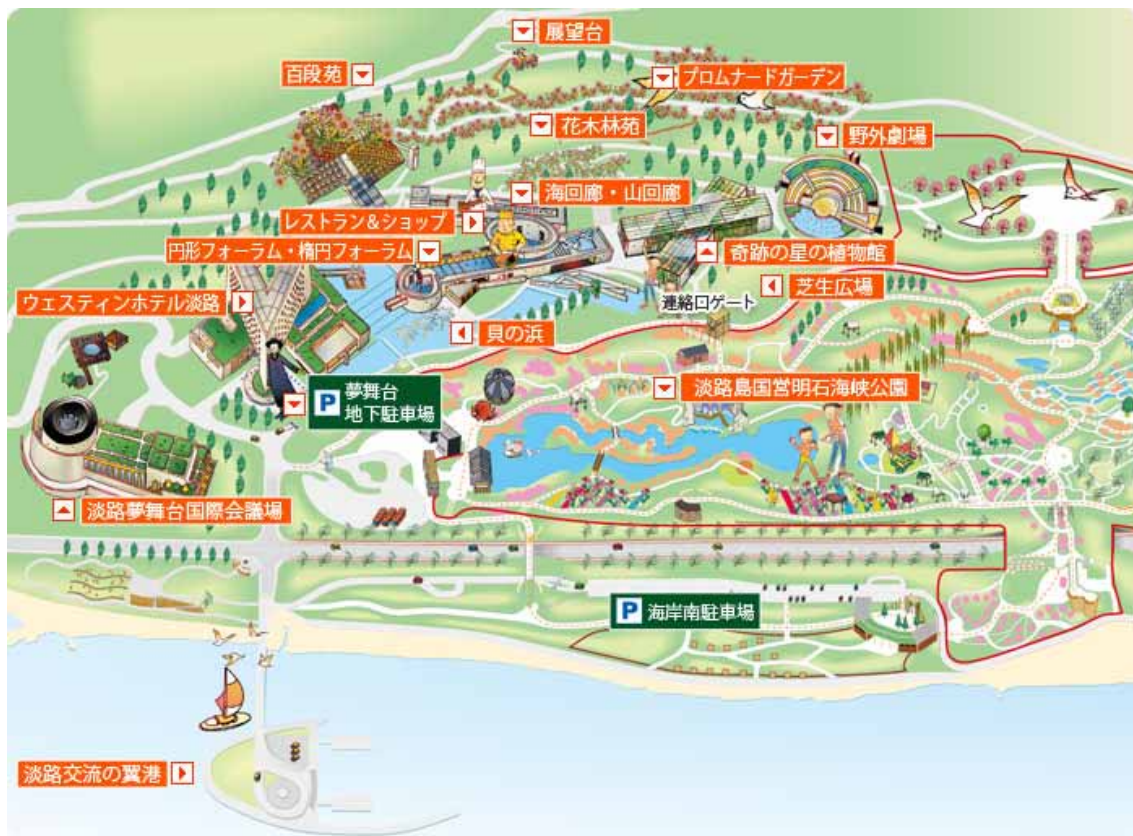 展望台
百段苑
プロムナードガーデン
花木林苑
野外劇場
海回廊・山回廊
レストラン&ショップ
円形フォーラム・楕円フォーラム
奇跡の星の植物館
芝生広場
連絡口ゲート
ウェスティンホテル淡路
貝の浜
P 夢舞台
地下駐車場
淡路島国営明石海峡公園
淡路夢舞台国際会議場
P 海岸南駐車場
淡路交流の翼港